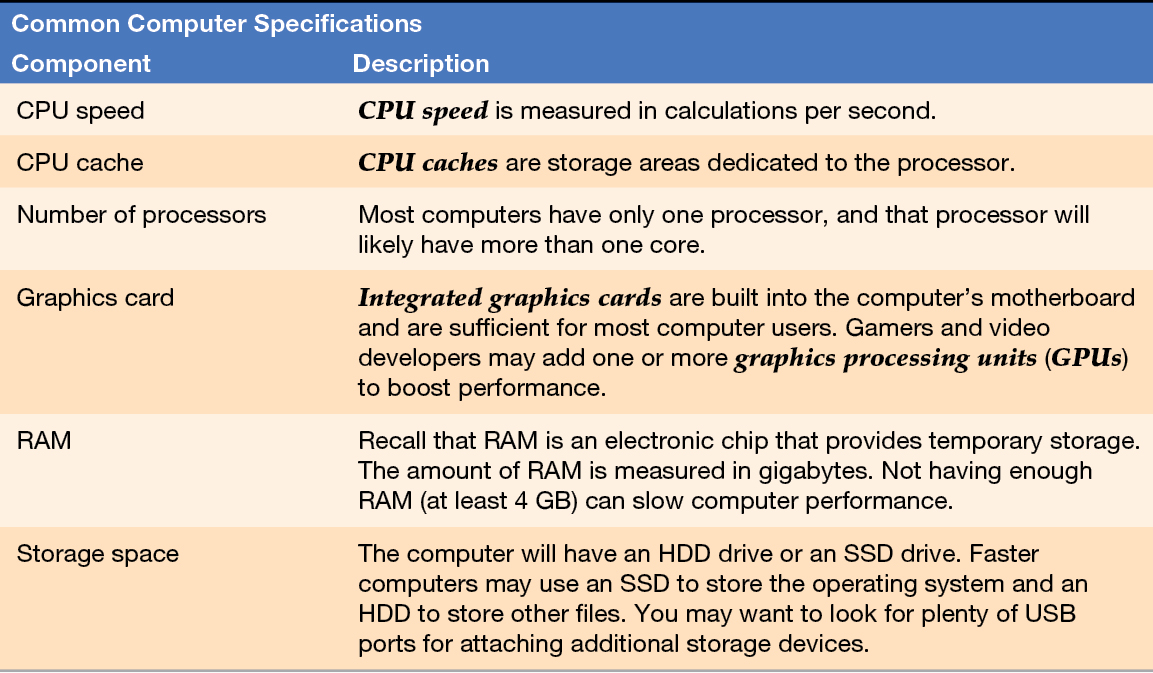 Common Computer Specifications
Component Description
CPU speed CPU speed is measured in calculations per second.
CPU cache CPU caches are storage areas dedicated to the processor.
Number of processors Most computers have only one processor, and that processor will
likely have more than one core.
Graphics card Integrated graphics cards are built into the computer’s motherboard
and are sufficient for most computer users. Gamers and video
developers may add one or more graphics processing units (GPUs)
to boost performance.
RAM Recall that RAM is an electronic chip that provides temporary storage.
The amount of RAM is measured in gigabytes. Not having enough
RAM (at least 4 GB) can slow computer performance.
Storage space The computer will have an HDD drive or an SSD drive. Faster
computers may use an SSD to store the operating system and an
HDD to store other files. You may want to look for plenty of USB
ports for attaching additional storage devices.